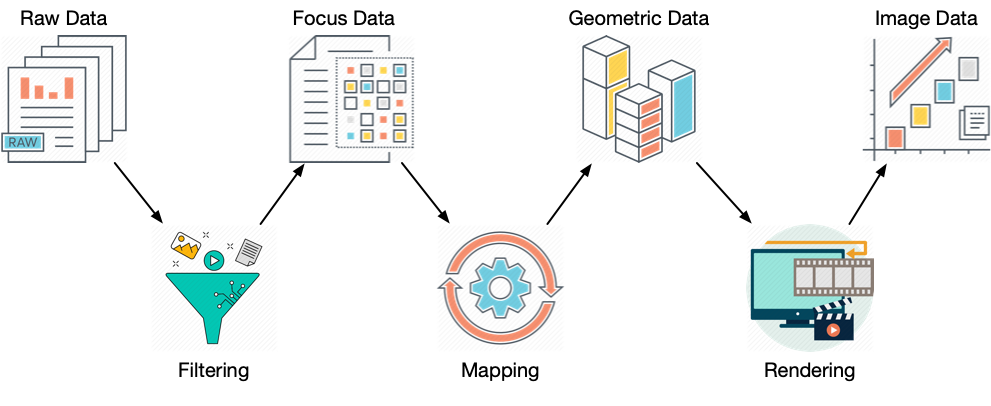 Raw Data
Focus Data
Geometric Data
Image Data
RAW
Filtering
Mapping
Rendering